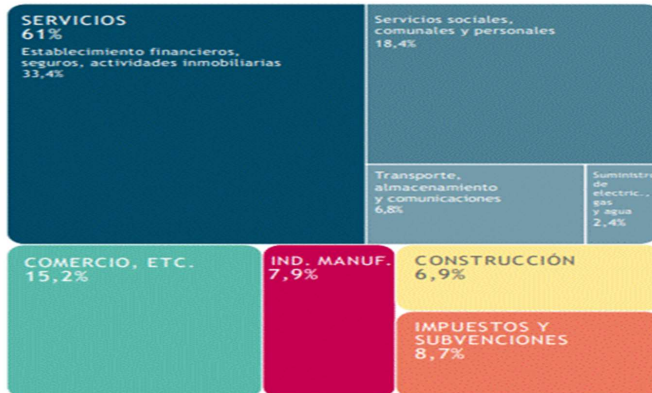 SERVICIOS
61%
Establecimiento financieros,
seguros, actividades inmobiliarias
33,4%
Servicios sociales,
comunales y personales
18,4%
Transporte,
almacenamiento
y comunicaciones
6,8%
Suministro
de
electric.,
gas
y agua
2,4%
COMERCIO, ETC.
15,2%
IND. MANUF.
7,9%
CONSTRUCCIÓN
6,9%
IMPUESTOS Y
SUBVENCIONES
8,7%